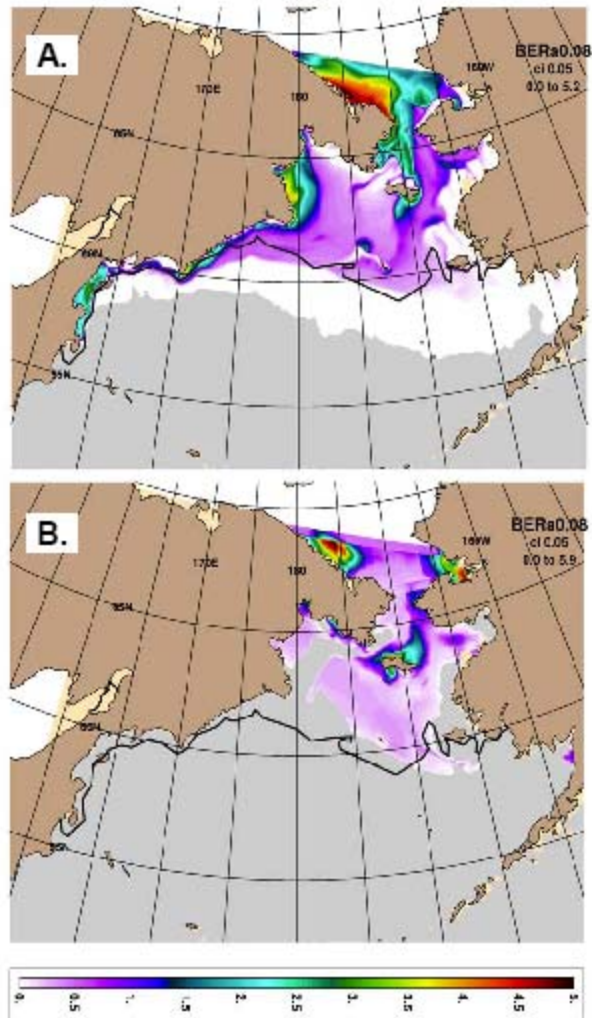 A.
BERa0.08
ci 0.05
0.0 to 5.2
160W
170E
180
65N
60N
55N
B.
BERa0.08
ci 0.05
0.0 to 5.9
160W
170E
180
65N
60N
55N
0. 0.5 1. 1.5 2. 2.5 3. 3.5 4. 4.5 5.